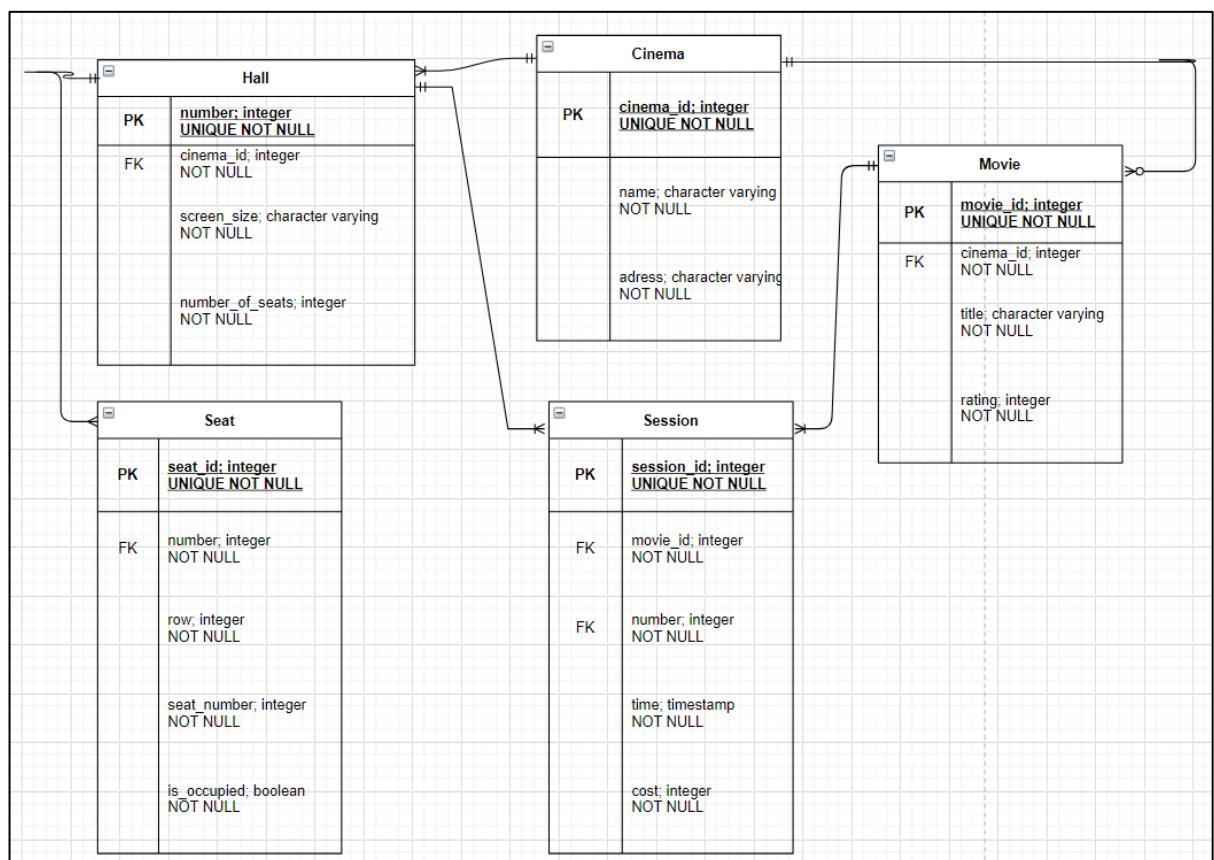 Hall
PK
number; integer
UNIQUE NOT NULL
FK
cinema_id; integer
NOT NULL
screen_size; character varying
NOT NULL
number_of_seats; integer
NOT NULL
Cinema
PK
cinema_id; integer
UNIQUE NOT NULL
name; character varying
NOT NULL
adress; character varying
NOT NULL
Movie
PK
movie_id; integer
UNIQUE NOT NULL
FK
cinema_id; integer
NOT NULL
title; character varying
NOT NULL
rating; integer
NOT NULL
Seat
PK
seat_id; integer
UNIQUE NOT NULL
FK
number; integer
NOT NULL
row; integer
NOT NULL
seat_number; integer
NOT NULL
is_occupied; boolean
NOT NULL
Session
PK
session_id; integer
UNIQUE NOT NULL
FK
movie_id; integer
NOT NULL
FK
number; integer
NOT NULL
time; timestamp
NOT NULL
cost; integer
NOT NULL